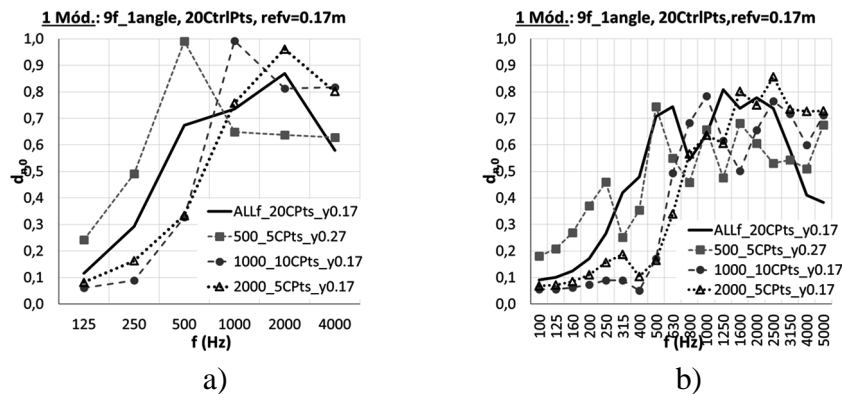 1 Mód.: 9f_1angle, 20CtrlPts, refv=0.17m
1,0
0,9
0,8
0,7
0,6
0,5
0,4
0,3
0,2
0,1
0,0
ALLf_20CPts_y0.17
500_5CPts_y0.27
1000_10CPts_y0.17
2000_5CPts_y0.17
125 250 500 1000 2000 4000
f (Hz)
a)
1 Mód.: 9f_1angle, 20CtrlPts,refv=0.17m
1,0
0,9
0,8
0,7
0,6
0,5
0,4
0,3
0,2
0,1
0,0
ALLf_20CPts_y0.17
500_5CPts_y0.27
1000_10CPts_y0.17
2000_5CPts_y0.17
100 125 160 200 250 315 400 500 630 800 1000 1250 1600 2000 2500 3150 4000 5000
f (Hz)
b)